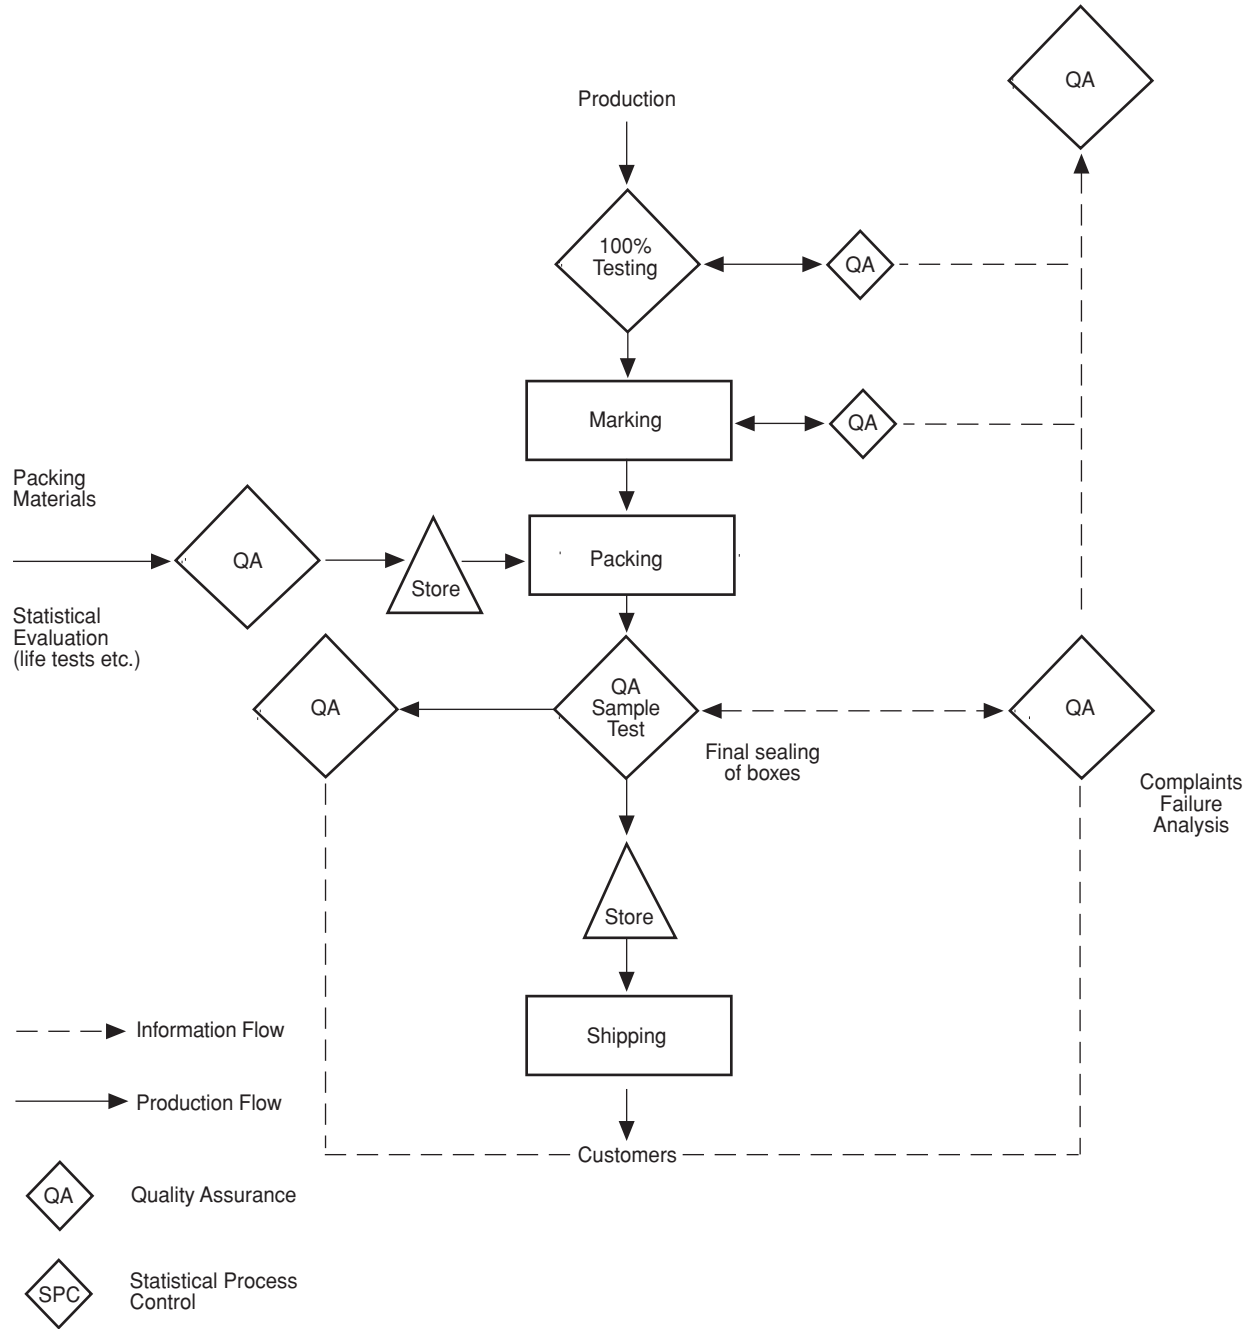 QA
Production
100%
Testing
QA
Marking
QA
Packing
Materials
QA
Store
Packing
Statistical
Evaluation
(life tests etc.)
QA
QA
Sample
Test
QA
Final sealing
of boxes
Complaints
Failure
Analysis
Store
Shipping
Information Flow
Production Flow
Customers
QA
Quality Assurance
SPC
Statistical Process
Control